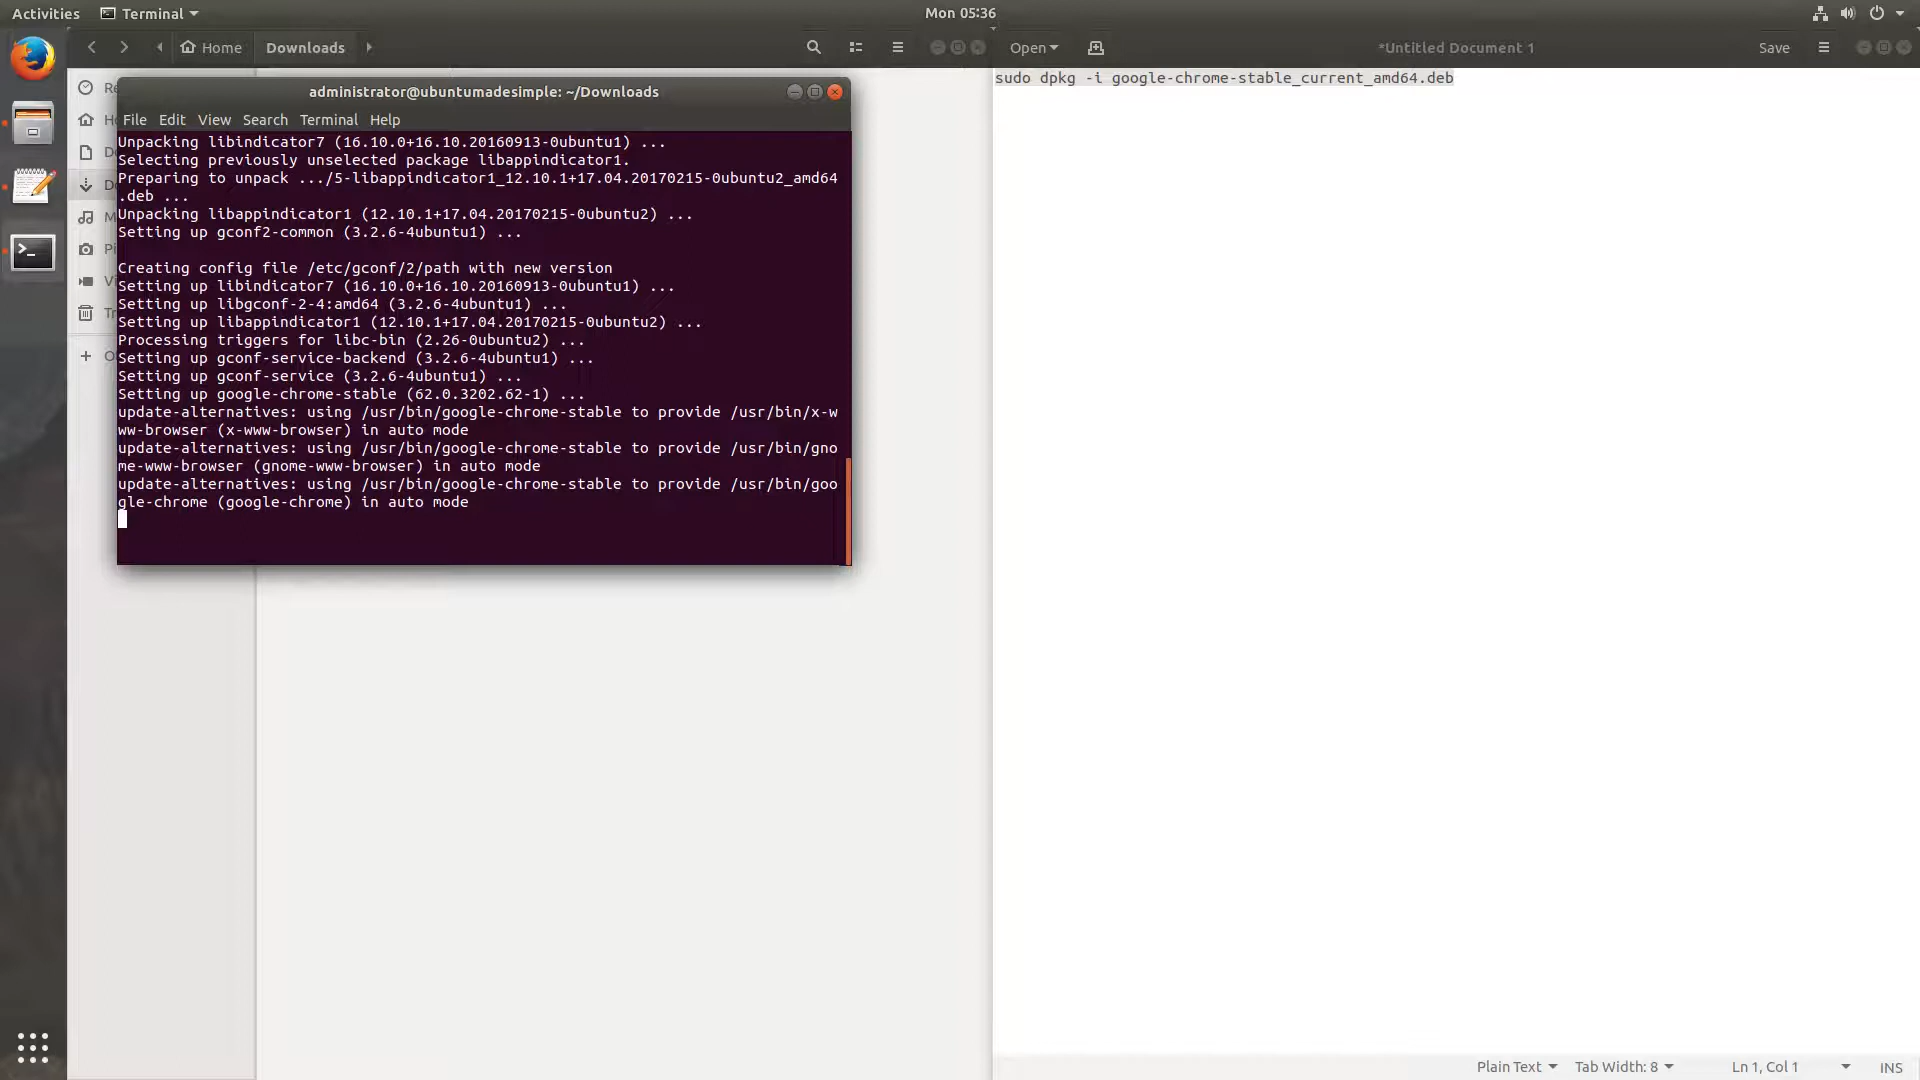 Activities
Terminal
Mon 05:36
Home
Downloads
Open
*Untitled Document 1
Save
administrator@ubuntumadesimple: ~/Downloads
File Edit View Search Terminal Help
Unpacking libindicator7 (16.10.0+16.10.20160913-0ubuntu1) ...
Selecting previously unselected package libappindicator1.
Preparing to unpack .../5-libappindicator1_12.10.1+17.04.20170215-0ubuntu2_amd64
.deb ...
Unpacking libappindicator1 (12.10.1+17.04.20170215-0ubuntu2) ...
Setting up gconf2-common (3.2.6-4ubuntu1) ...
Creating config file /etc/gconf/2/path with new version
Setting up libindicator7 (16.10.0+16.10.20160913-0ubuntu1) ...
Setting up libgconf-2-4:amd64 (3.2.6-4ubuntu1) ...
Setting up libappindicator1 (12.10.1+17.04.20170215-0ubuntu2) ...
Processing triggers for libc-bin (2.26-0ubuntu2) ...
Setting up gconf-service-backend (3.2.6-4ubuntu1) ...
Setting up gconf-service (3.2.6-4ubuntu1) ...
Setting up google-chrome-stable (62.0.3202.62-1) ...
update-alternatives: using /usr/bin/google-chrome-stable to provide /usr/bin/x-w
ww-browser (x-www-browser) in auto mode
update-alternatives: using /usr/bin/google-chrome-stable to provide /usr/bin/gno
me-www-browser (gnome-www-browser) in auto mode
update-alternatives: using /usr/bin/google-chrome-stable to provide /usr/bin/goo
gle-chrome (google-chrome) in auto mode
sudo dpkg -i google-chrome-stable_current_amd64.deb
Plain Text
Tab Width: 8
Ln 1, Col 1
INS